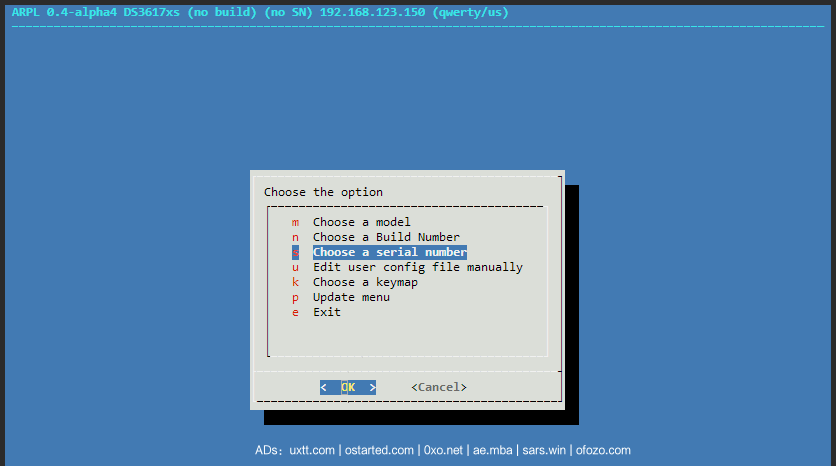 ARPL 0.4-alpha4 DS3617xs (no build) (no SN) 192.168.123.150 (qwerty/us)
Choose the option
m Choose a model
n Choose a Build Number
s Choose a serial number
u Edit user config file manually
k Choose a keymap
p Update menu
e Exit
< OK > <Cancel>
ADs：uxtt.com | ostarted.com | 0xo.net | ae.mba | sars.win | ofozo.com